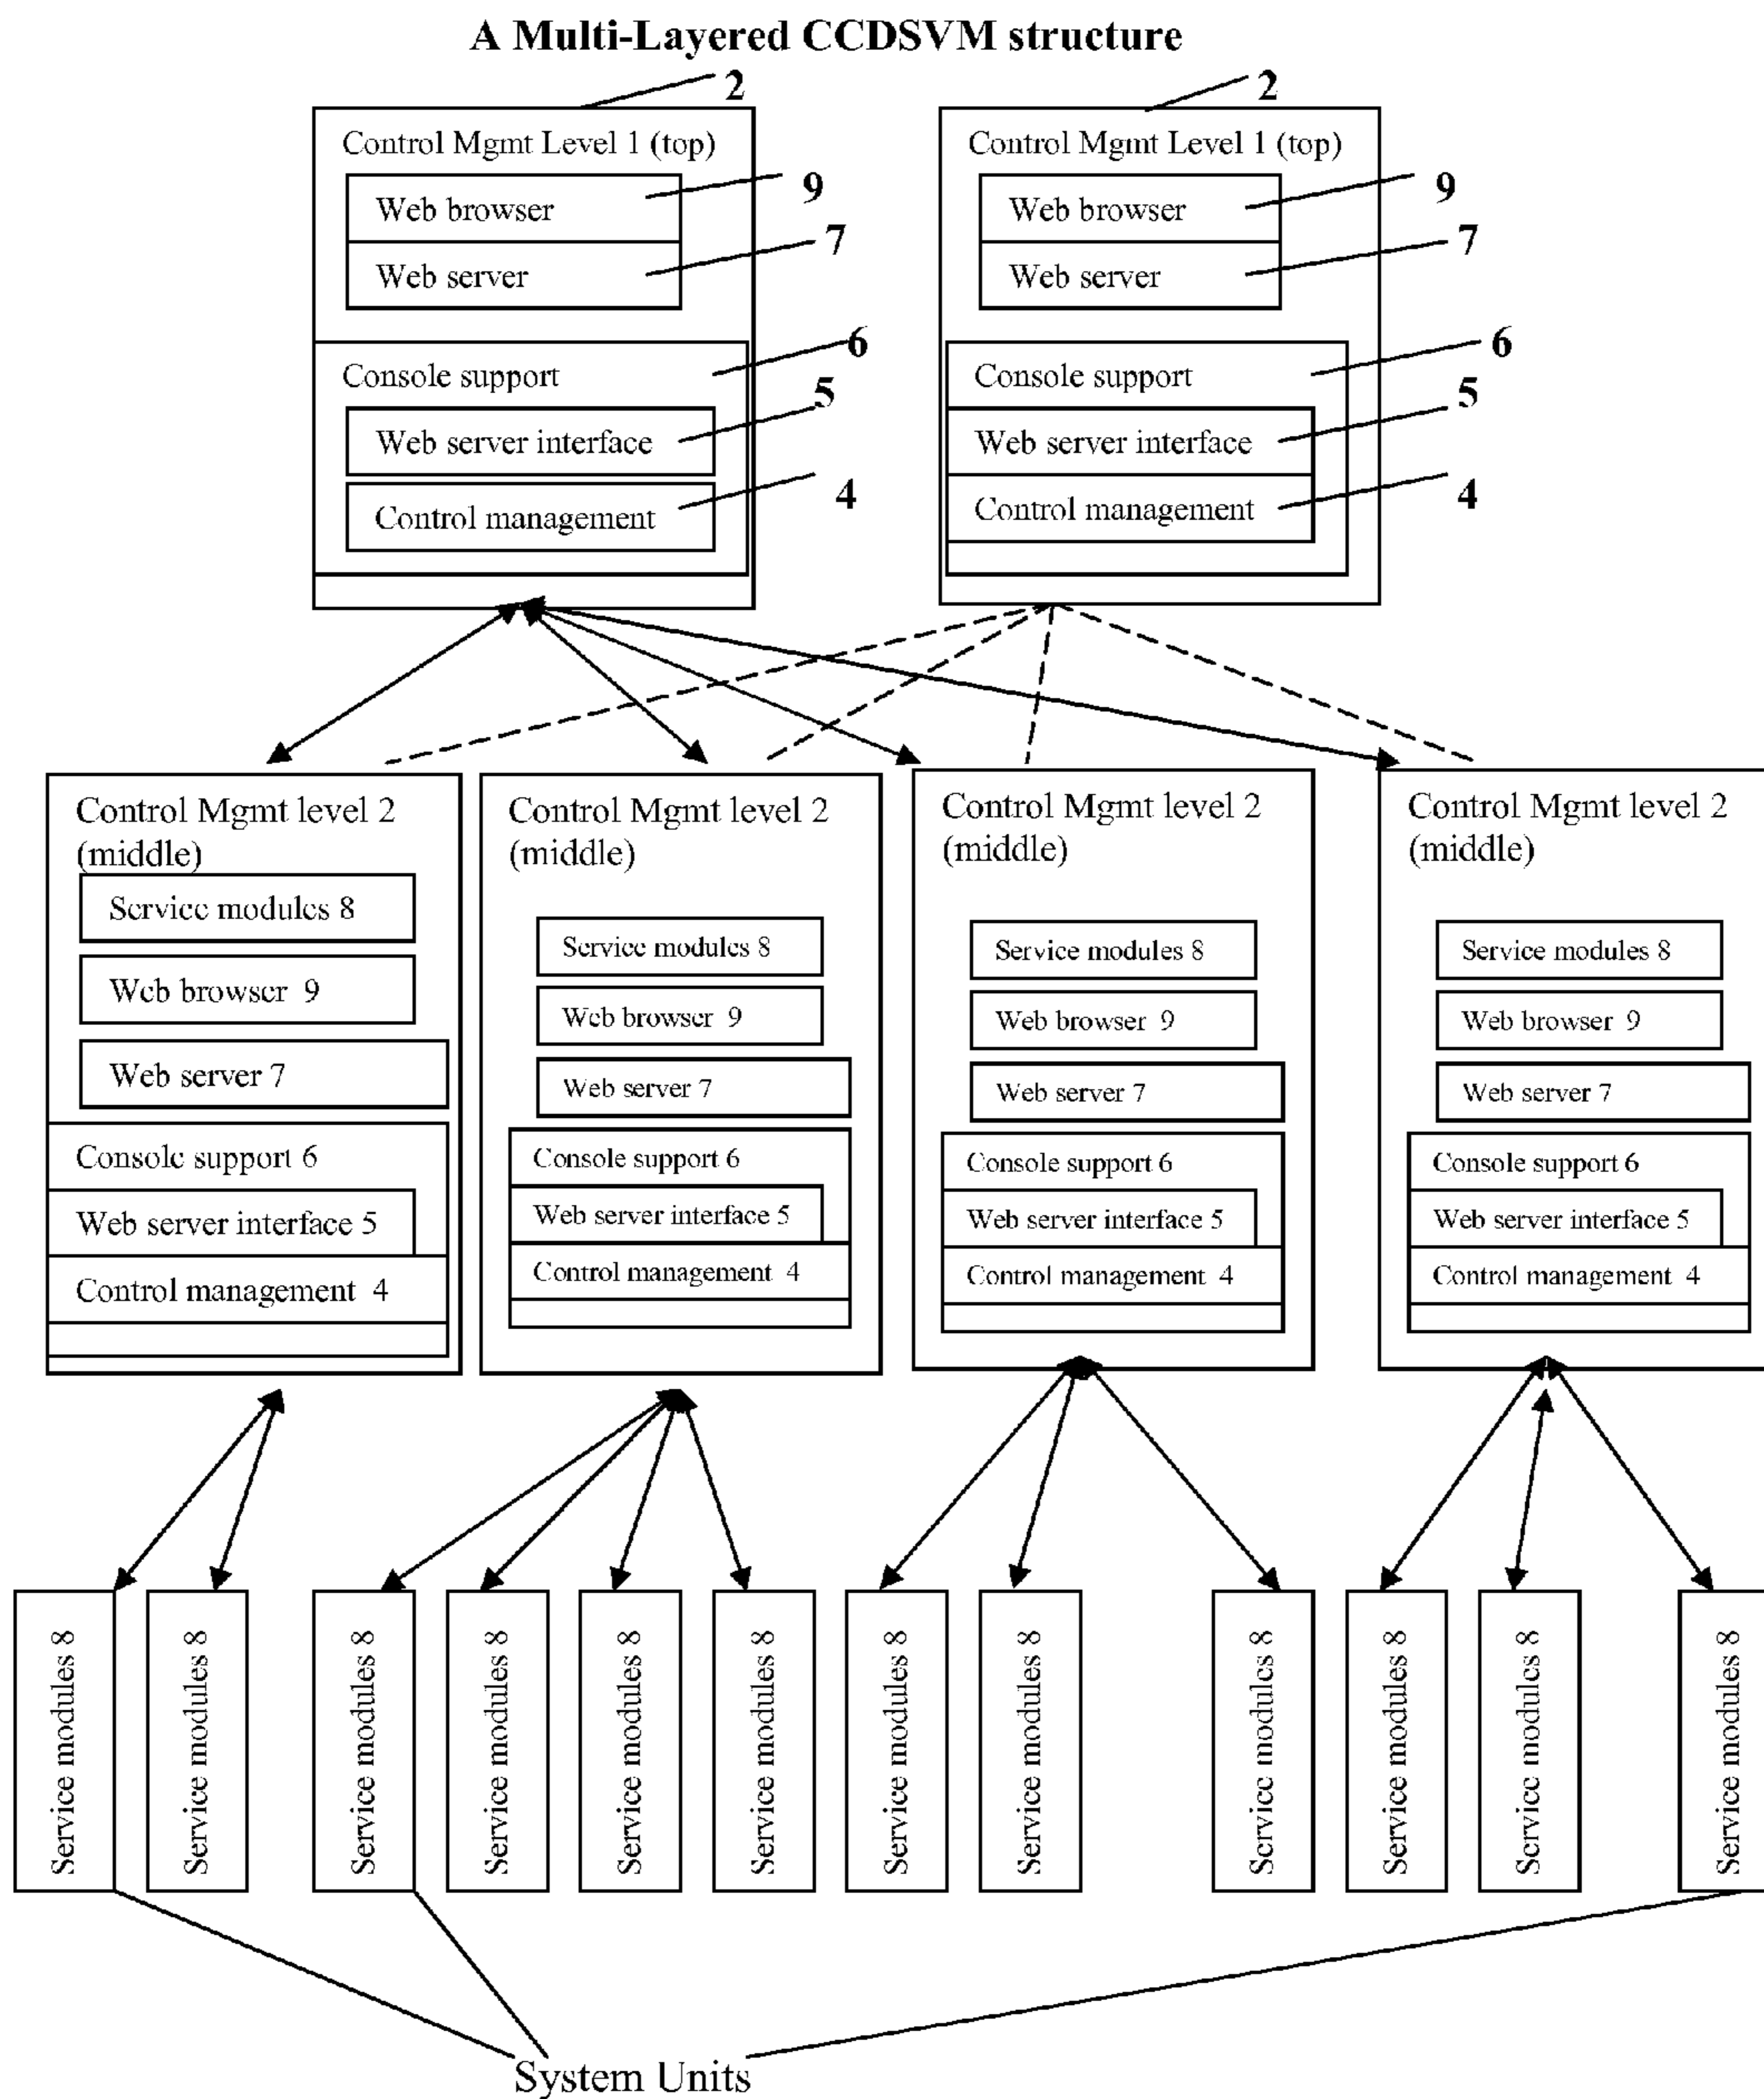 A Multi-Layered CCDSVM structure
2
Control Mgmt Level 1 (top)
Web browser
9
Web server
7
Console support
6
Web server interface
5
Control management
4
2
Control Mgmt Level 1 (top)
Web browser
9
Web server
7
Console support
6
Web server interface
5
Control management
4
Control Mgmt level 2
(middle)
Service modules 8
Web browser 9
Web server 7
Console support 6
Web server interface 5
Control management 4
Control Mgmt level 2
(middle)
Service modules 8
Web browser 9
Web server 7
Console support 6
Web server interface 5
Control management 4
Control Mgmt level 2
(middle)
Service modules 8
Web browser 9
Web server 7
Console support 6
Web server interface 5
Control management 4
Control Mgmt level 2
(middle)
Service modules 8
Web browser 9
Web server 7
Console support 6
Web server interface 5
Control management 4
Service modules 8
Service modules 8
Service modules 8
Service modules 8
Service modules 8
Service modules 8
Service modules 8
Service modules 8
Service modules 8
Service modules 8
Service modules 8
Service modules 8
System Units